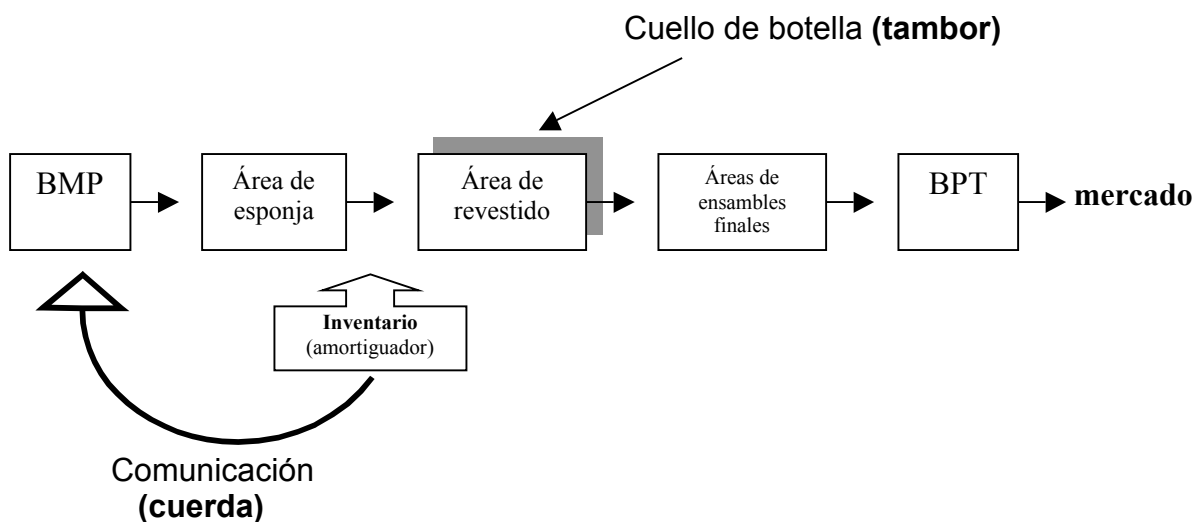 Cuello de botella (tambor)
BMP
Área de
esponja
Área de
revestido
Áreas de
ensambles
finales
BPT
mercado
Inventario
(amortiguador)
Comunicación
(cuerda)